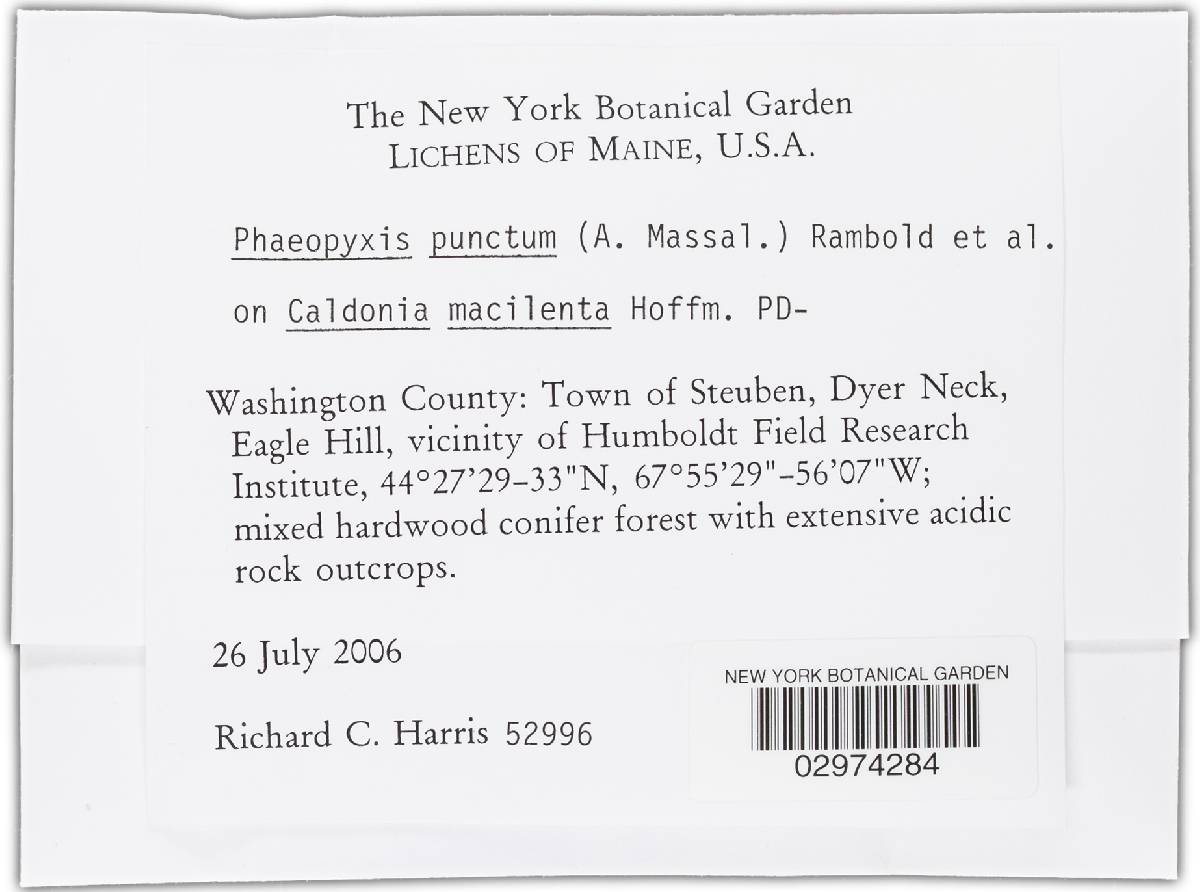 The New York Botanical Garden
LICHENS OF MAINE, U.S.A.
Phaeopyxis punctum (A. Massal.) Rambold et al.
on Caldonia macilenta Hoffm. PD-
Washington County: Town of Steuben, Dyer Neck,
Eagle Hill, vicinity of Humboldt Field Research
Institute, 44°27'29-33"N, 67°55'29"-56'07"W;
mixed hardwood conifer forest with extensive acidic
rock outcrops.
26 July 2006
Richard C. Harris 52996
NEW YORK BOTANICAL GARDEN
02974284